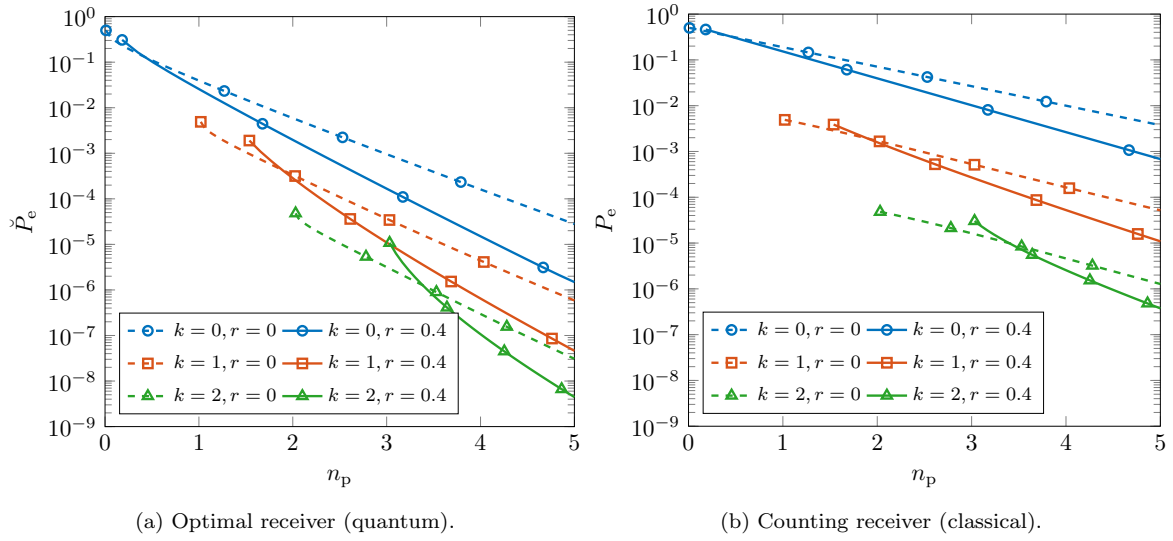 10^0
10^−1
10^−2
10^−3
10^−4
10^−5
10^−6
10^−7
10^−8
10^−9
P̆_e
0 1 2 3 4 5
n_p
k = 0, r = 0 k = 0, r = 0.4
k = 1, r = 0 k = 1, r = 0.4
k = 2, r = 0 k = 2, r = 0.4
(a) Optimal receiver (quantum).
10^0
10^−1
10^−2
10^−3
10^−4
10^−5
10^−6
10^−7
10^−8
10^−9
P_e
0 1 2 3 4 5
n_p
k = 0, r = 0 k = 0, r = 0.4
k = 1, r = 0 k = 1, r = 0.4
k = 2, r = 0 k = 2, r = 0.4
(b) Counting receiver (classical).